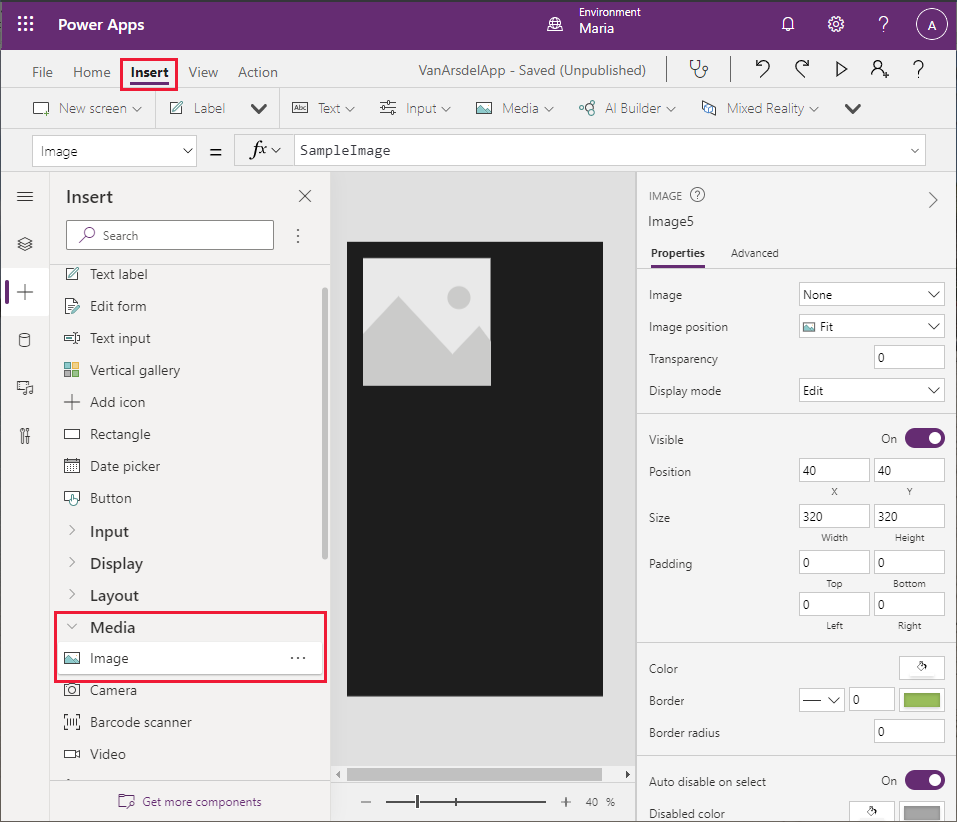 Power Apps
Environment
Maria
A
File Home Insert View Action
VanArsdelApp - Saved (Unpublished)
New screen Label Text Input Media AI Builder Mixed Reality
Abc
Image = fx SampleImage
Insert
Search
Text label
Edit form
Text input
Vertical gallery
Add icon
Rectangle
Date picker
Button
Input
Display
Layout
Media
Image
Camera
Barcode scanner
Video
Get more components
40 %
IMAGE
Image5
Properties Advanced
Image None
Image position Fit
Transparency 0
Display mode Edit
Visible On
Position 40 40
X Y
Size 320 320
Width Height
Padding 0 0
Top Bottom
0 0
Left Right
Color
Border 0
Border radius 0
Auto disable on select On
Disabled color